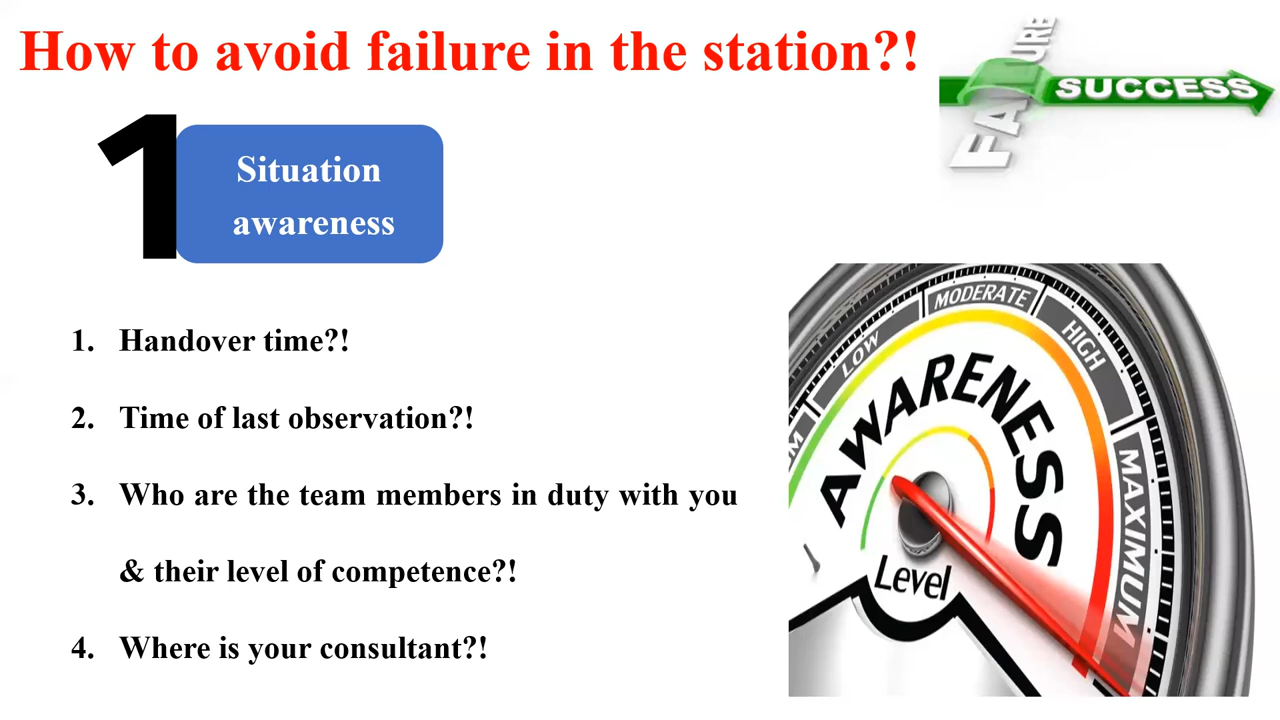 How to avoid failure in the station?!
FAILURE
SUCCESS
1
Situation
awareness
1. Handover time?!
2. Time of last observation?!
3. Who are the team members in duty with you
& their level of competence?!
4. Where is your consultant?!
LOW
MODERATE
HIGH
MAXIMUM
AWARENESS
Level